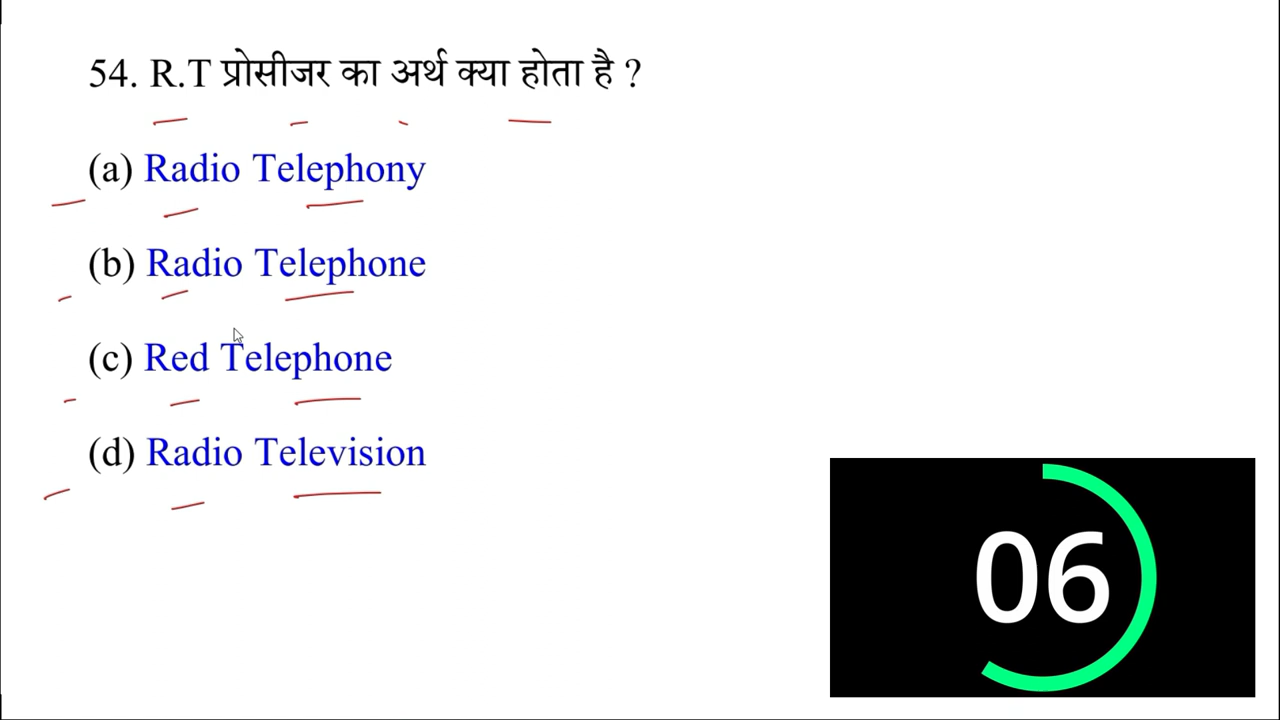 54. R.T प्रोसीजर का अर्थ क्या होता है ?
(a) Radio Telephony
(b) Radio Telephone
(c) Red Telephone
(d) Radio Television
06